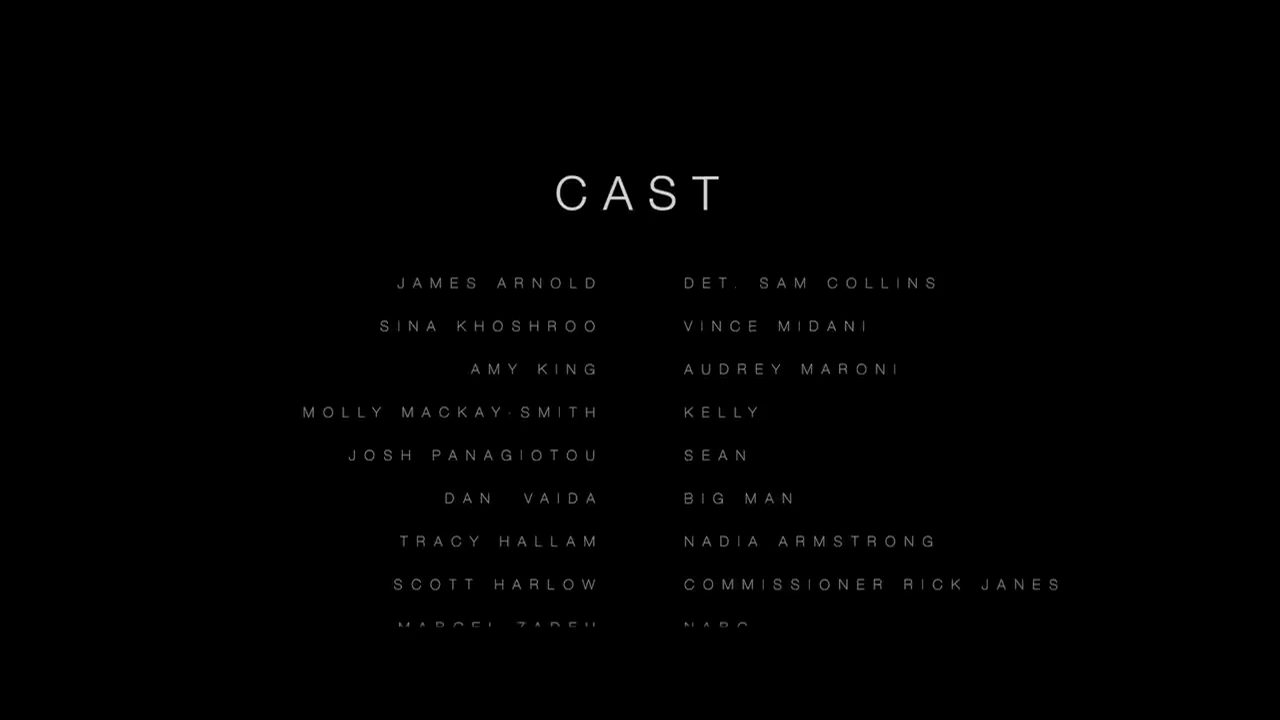 CAST
JAMES ARNOLD DET. SAM COLLINS
SINA KHOSHROO VINCE MIDANI
AMY KING AUDREY MARONI
MOLLY MACKAY-SMITH KELLY
JOSH PANAGIOTOU SEAN
DAN VAIDA BIG MAN
TRACY HALLAM NADIA ARMSTRONG
SCOTT HARLOW COMMISSIONER RICK JANES
MARCEL